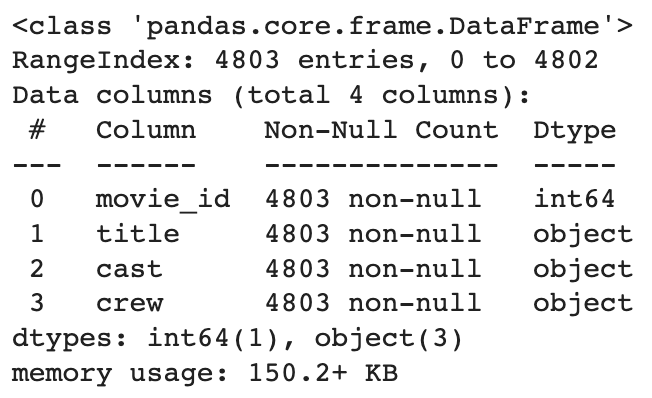 <class 'pandas.core.frame.DataFrame'>
RangeIndex: 4803 entries, 0 to 4802
Data columns (total 4 columns):
 #   Column    Non-Null Count  Dtype
---  ------    --------------  -----
 0   movie_id  4803 non-null   int64
 1   title     4803 non-null   object
 2   cast      4803 non-null   object
 3   crew      4803 non-null   object
dtypes: int64(1), object(3)
memory usage: 150.2+ KB